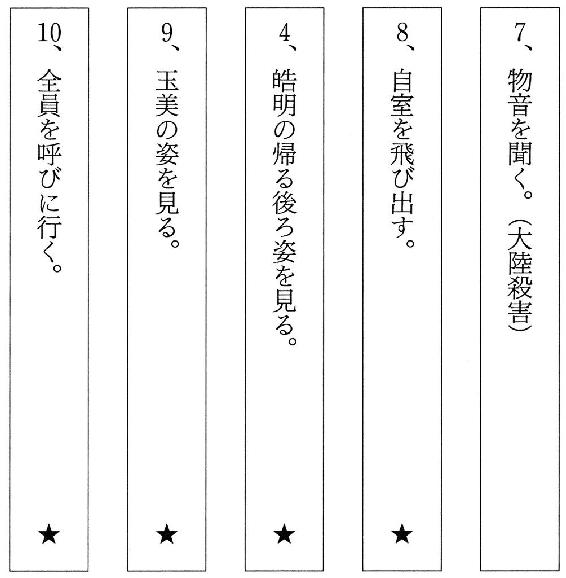 7、物音を聞く。（大陸殺害）
8、自室を飛び出す。 ★
4、皓明の帰る後ろ姿を見る。 ★
9、玉美の姿を見る。 ★
10、全員を呼びに行く。 ★